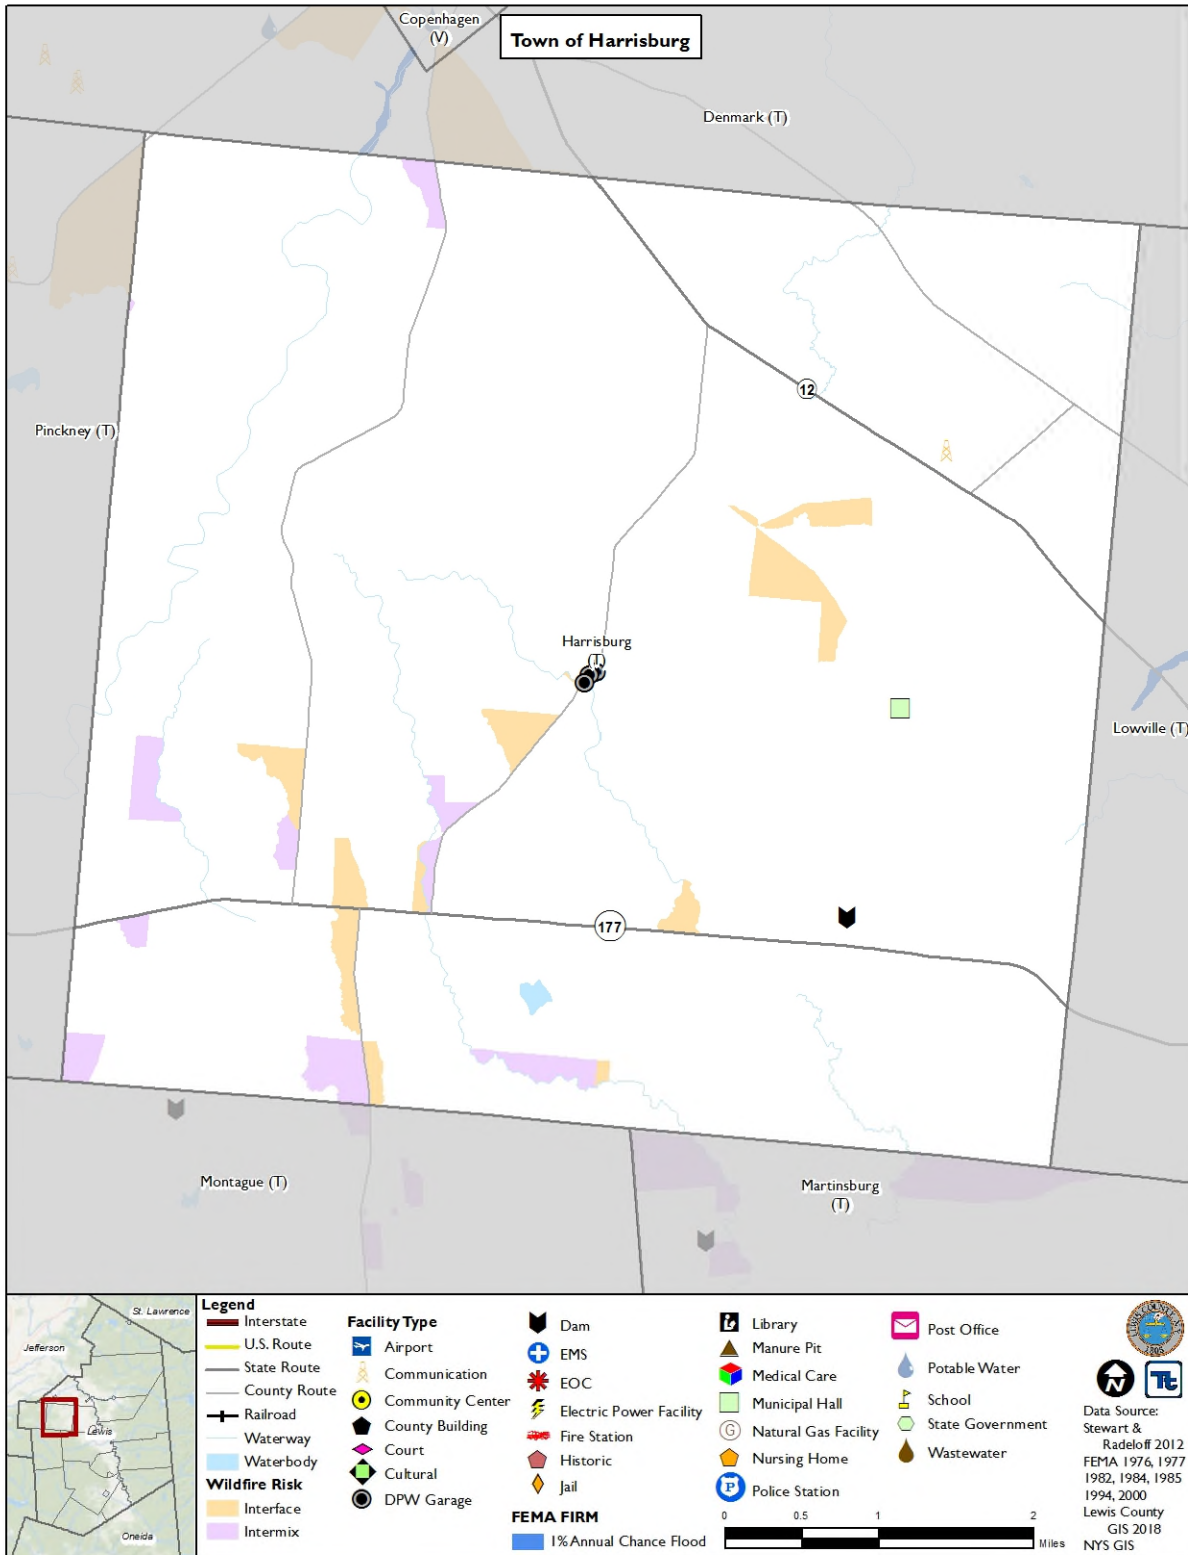 Copenhagen
(V)
Town of Harrisburg
Denmark (T)
Pinckney (T)
12
Harrisburg
(T)
Lowville (T)
177
Montague (T)
Martinsburg
(T)
St. Lawrence
Jefferson
Lewis
Oneida
Legend
Interstate
U.S. Route
State Route
County Route
Railroad
Waterway
Waterbody
Wildfire Risk
Interface
Intermix
Facility Type
Airport
Communication
Community Center
County Building
Court
Cultural
DPW Garage
Dam
EMS
EOC
Electric Power Facility
Fire Station
Historic
Jail
FEMA FIRM
1% Annual Chance Flood
Library
Manure Pit
Medical Care
Municipal Hall
G
Natural Gas Facility
Nursing Home
P
Police Station
Post Office
Potable Water
School
State Government
Wastewater
0 0.5 1 2
Miles
LEWIS COUNTY, N.Y.
1805
N
Tt
Data Source:
Stewart &
Radeloff 2012
FEMA 1976, 1977
1982, 1984, 1985
1994, 2000
Lewis County
GIS 2018
NYS GIS